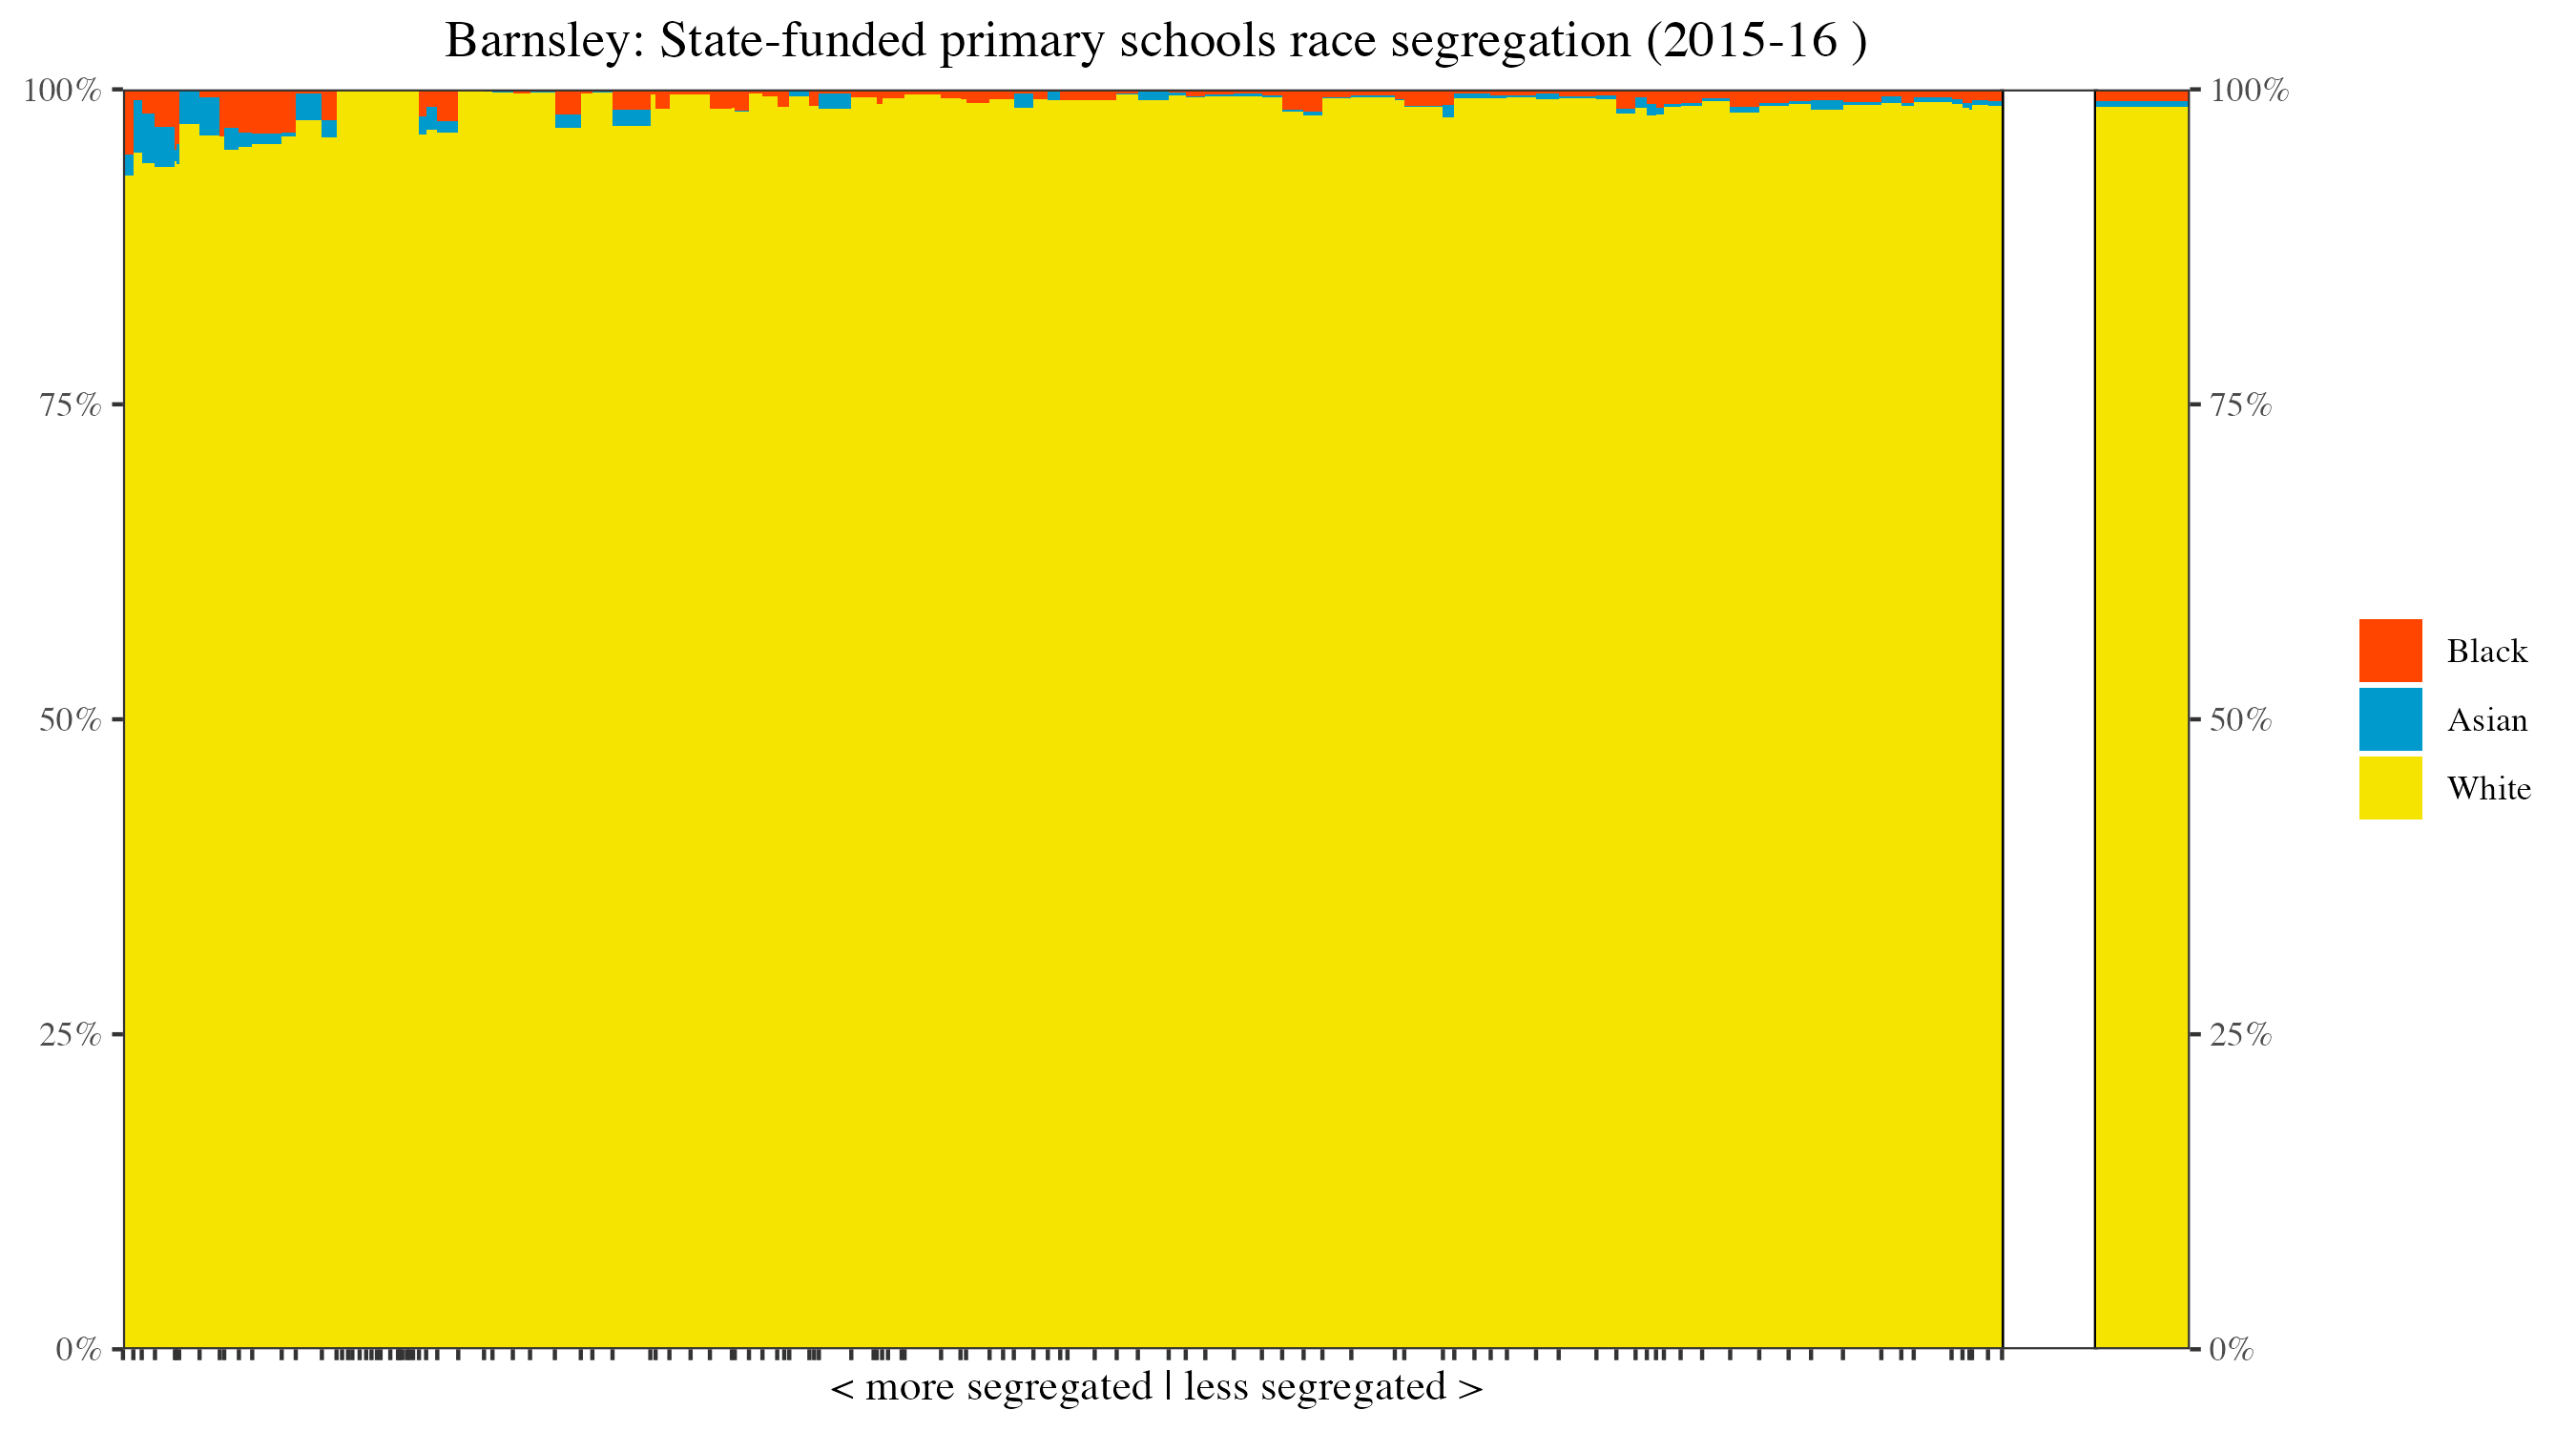 Barnsley: State-funded primary schools race segregation (2015-16 )
100%
75%
50%
25%
0%
100%
75%
50%
25%
0%
Black
Asian
White
< more segregated | less segregated >